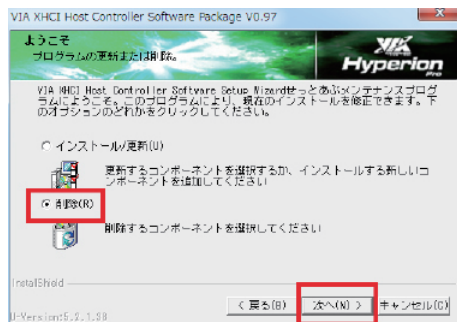 VIA XHCI Host Controller Software Package V0.97
ようこそ
プログラムの更新または削除。
VIA
Hyperion
Pro
VIA XHCI Host Controller Software Setup Wizardせっとあぷメンテナンスプログ
ラムにようこそ。このプログラムにより、現在のインストールを修正できます。下
のオプションのどれかをクリックしてください。
インストール/更新(U)
更新するコンポーネントを選択するか、インストールする新しいコ
ンポーネントを追加してください
削除(R)
削除するコンポーネントを選択してください
InstallShield
U-Version:5.2.1.38
< 戻る(B)
次へ(N) >
キャンセル(C)